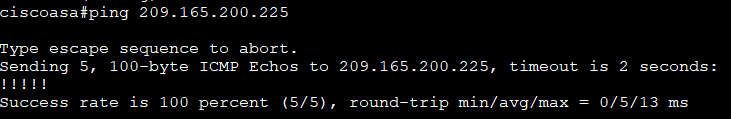 ciscoasa#ping 209.165.200.225
Type escape sequence to abort.
Sending 5, 100-byte ICMP Echos to 209.165.200.225, timeout is 2 seconds:
!!!!!
Success rate is 100 percent (5/5), round-trip min/avg/max = 0/5/13 ms